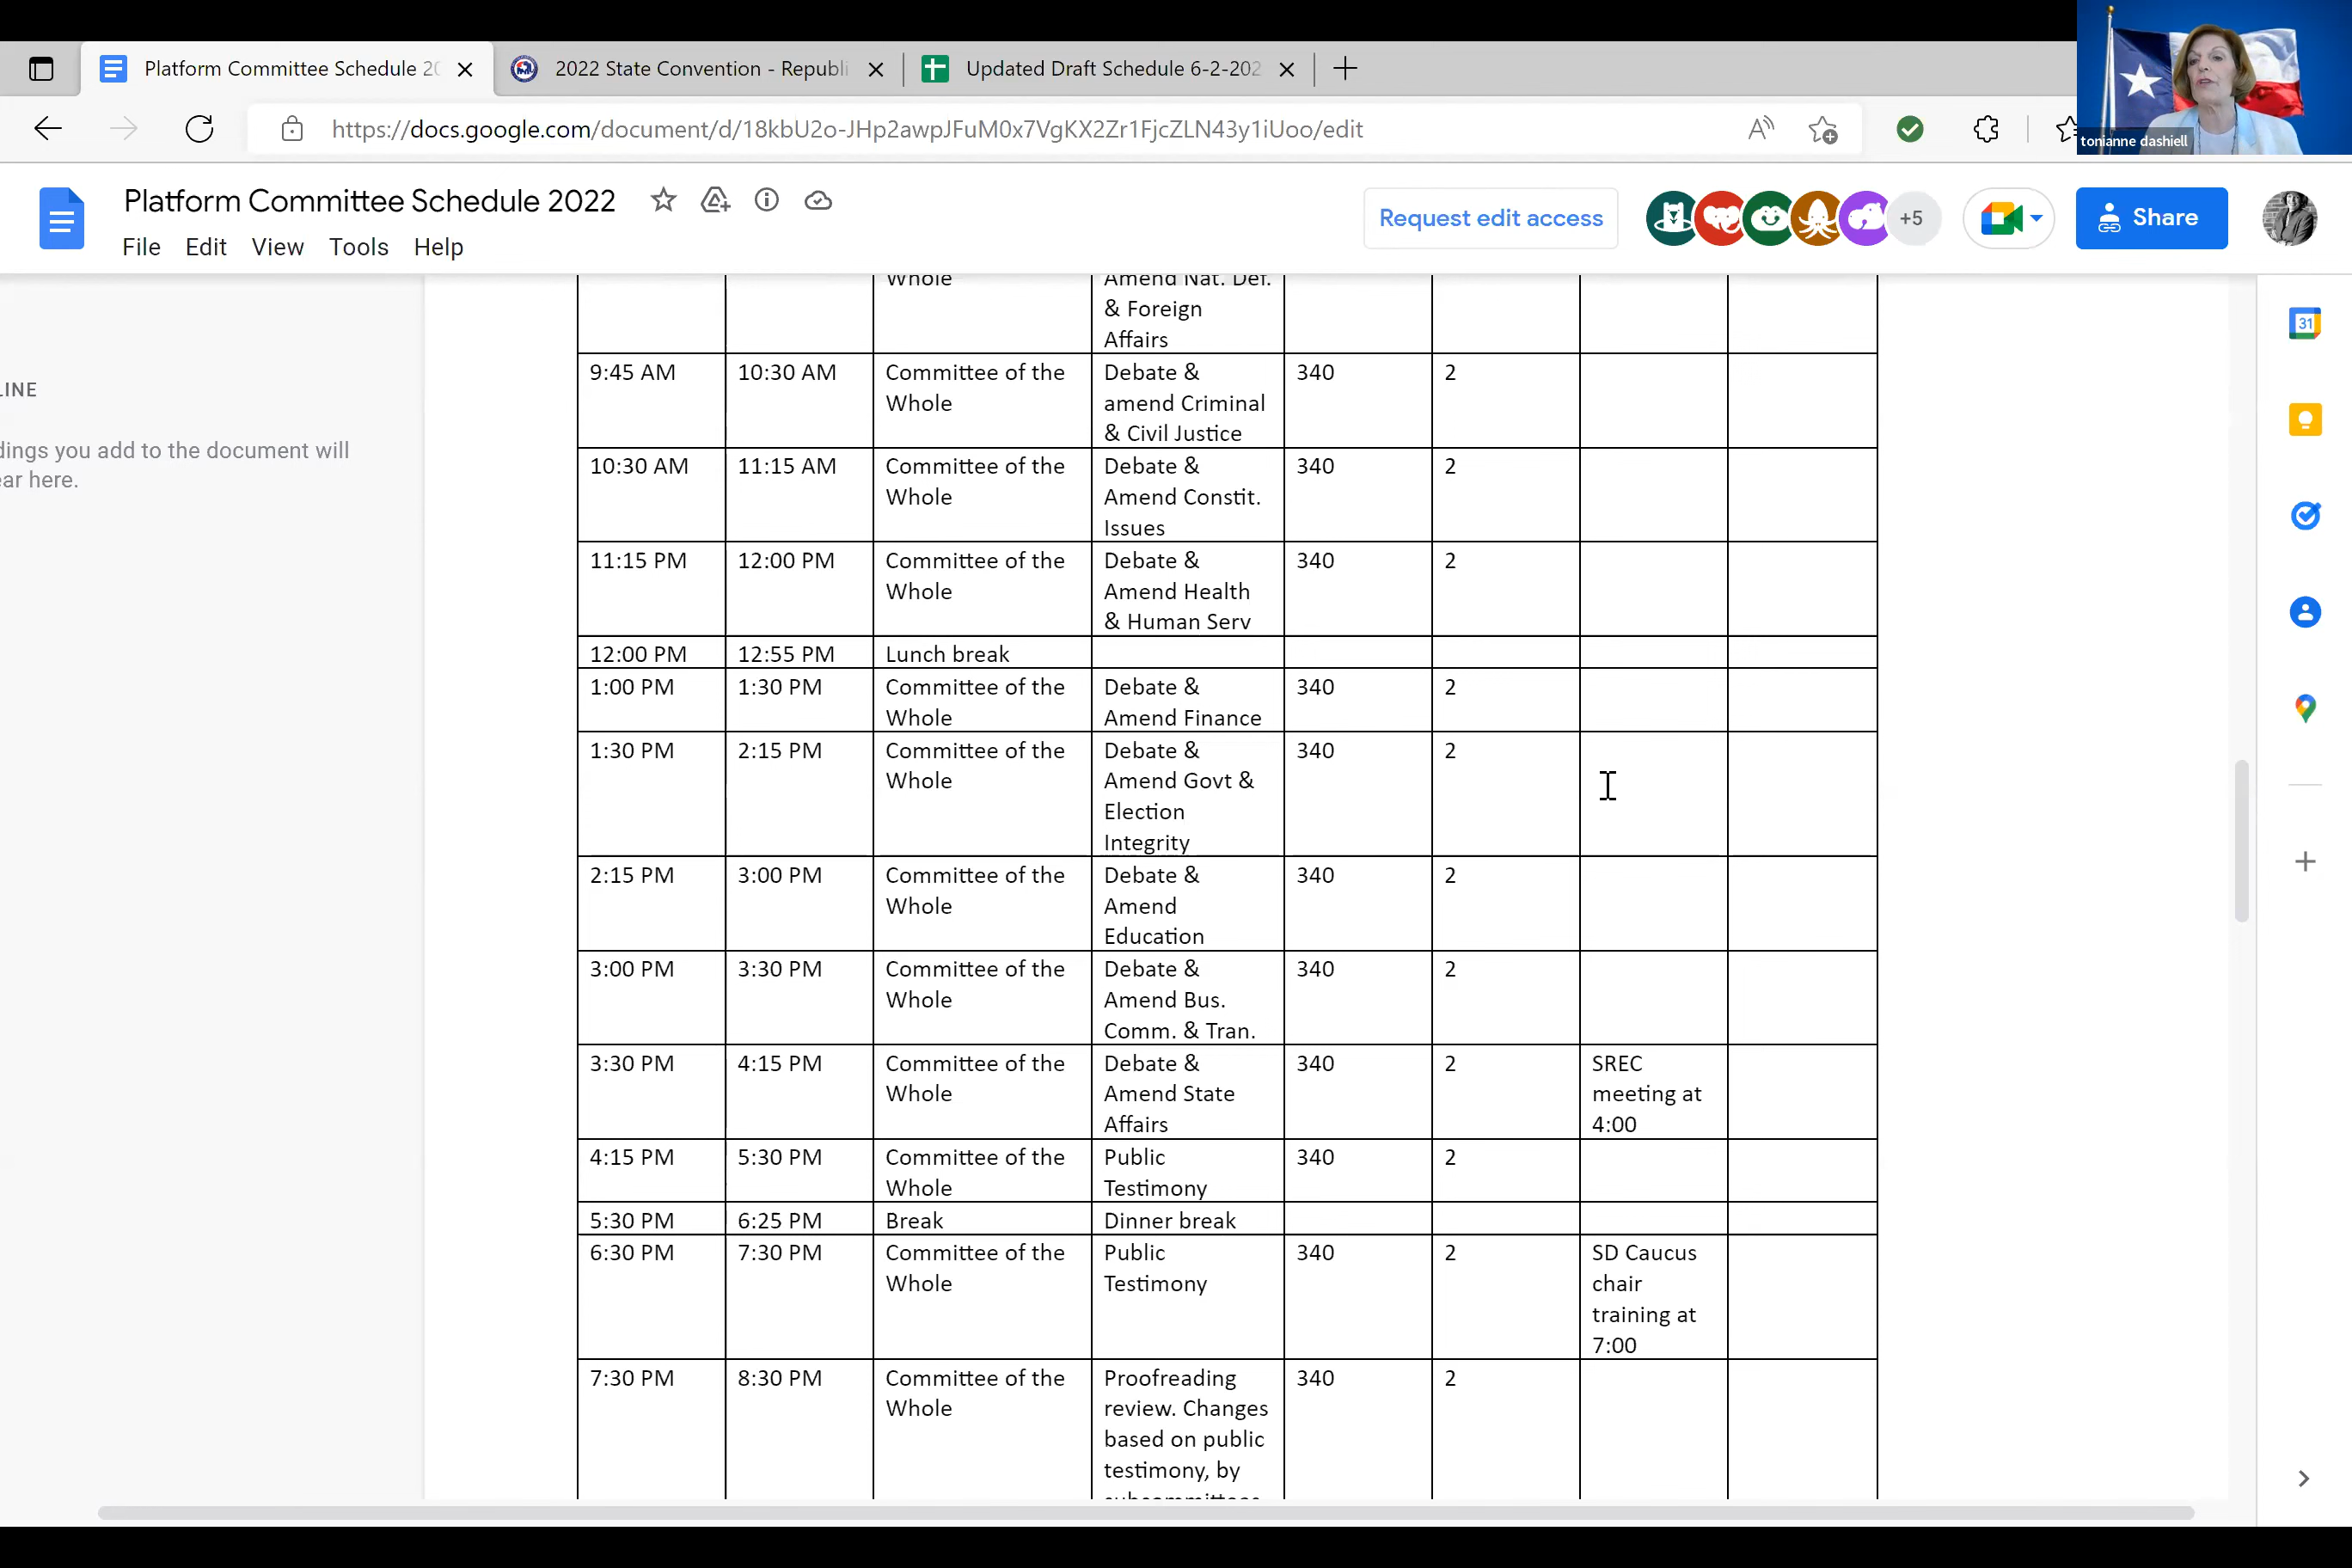 Platform Committee Schedule 20
2022 State Convention - Republi
Updated Draft Schedule 6-2-202
https://docs.google.com/document/d/18kbU2o-JHp2awpJFuM0x7VgKX2Zr1FjcZLN43y1iUoo/edit
tonianne dashiell
Platform Committee Schedule 2022
Request edit access
+5
Share
File Edit View Tools Help
LINE
dings you add to the document will
ear here.
Whole
Amend Nat. Def.
& Foreign
Affairs
9:45 AM 10:30 AM Committee of the Debate & 340 2
Whole amend Criminal
& Civil Justice
10:30 AM 11:15 AM Committee of the Debate & 340 2
Whole Amend Constit.
Issues
11:15 PM 12:00 PM Committee of the Debate & 340 2
Whole Amend Health
& Human Serv
12:00 PM 12:55 PM Lunch break
1:00 PM 1:30 PM Committee of the Debate & 340 2
Whole Amend Finance
1:30 PM 2:15 PM Committee of the Debate & 340 2
Whole Amend Govt &
Election
Integrity
2:15 PM 3:00 PM Committee of the Debate & 340 2
Whole Amend
Education
3:00 PM 3:30 PM Committee of the Debate & 340 2
Whole Amend Bus.
Comm. & Tran.
3:30 PM 4:15 PM Committee of the Debate & 340 2 SREC
Whole Amend State meeting at
Affairs 4:00
4:15 PM 5:30 PM Committee of the Public 340 2
Whole Testimony
5:30 PM 6:25 PM Break Dinner break
6:30 PM 7:30 PM Committee of the Public 340 2 SD Caucus
Whole Testimony chair
training at
7:00
7:30 PM 8:30 PM Committee of the Proofreading 340 2
Whole review. Changes
based on public
testimony, by
31